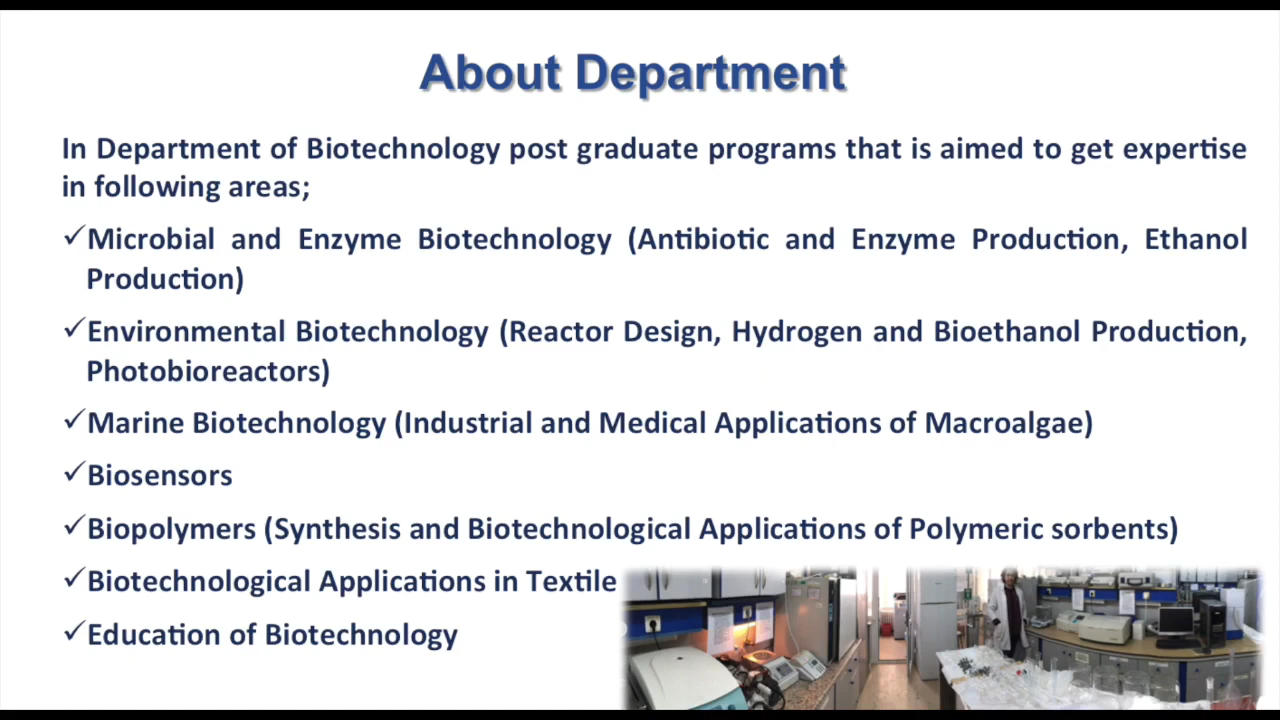 About Department
In Department of Biotechnology post graduate programs that is aimed to get expertise
in following areas;
✓Microbial and Enzyme Biotechnology (Antibiotic and Enzyme Production, Ethanol
Production)
✓Environmental Biotechnology (Reactor Design, Hydrogen and Bioethanol Production,
Photobioreactors)
✓Marine Biotechnology (Industrial and Medical Applications of Macroalgae)
✓Biosensors
✓Biopolymers (Synthesis and Biotechnological Applications of Polymeric sorbents)
✓Biotechnological Applications in Textile
✓Education of Biotechnology